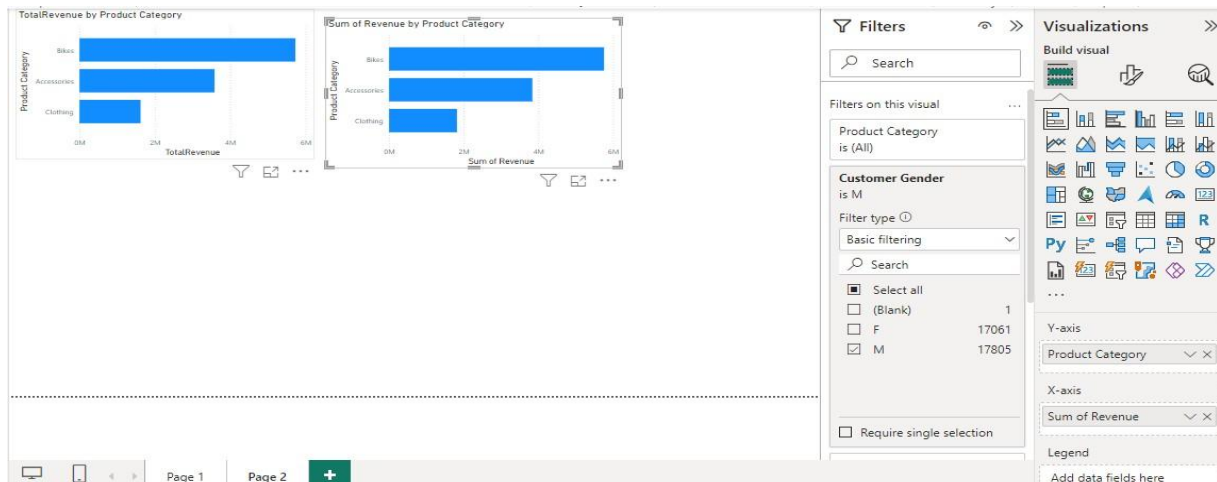 TotalRevenue by Product Category
Product Category
Bikes
Accessories
Clothing
0M 2M 4M 6M
TotalRevenue
Sum of Revenue by Product Category
Product Category
Bikes
Accessories
Clothing
0M 2M 4M 6M
Sum of Revenue
Filters
Search
Filters on this visual
Product Category
is (All)
Customer Gender
is M
Filter type
Basic filtering
Search
Select all
(Blank) 1
F 17061
M 17805
Require single selection
Visualizations
Build visual
123
R
Py
123
...
Y-axis
Product Category
X-axis
Sum of Revenue
Legend
Add data fields here
Page 1
Page 2
+